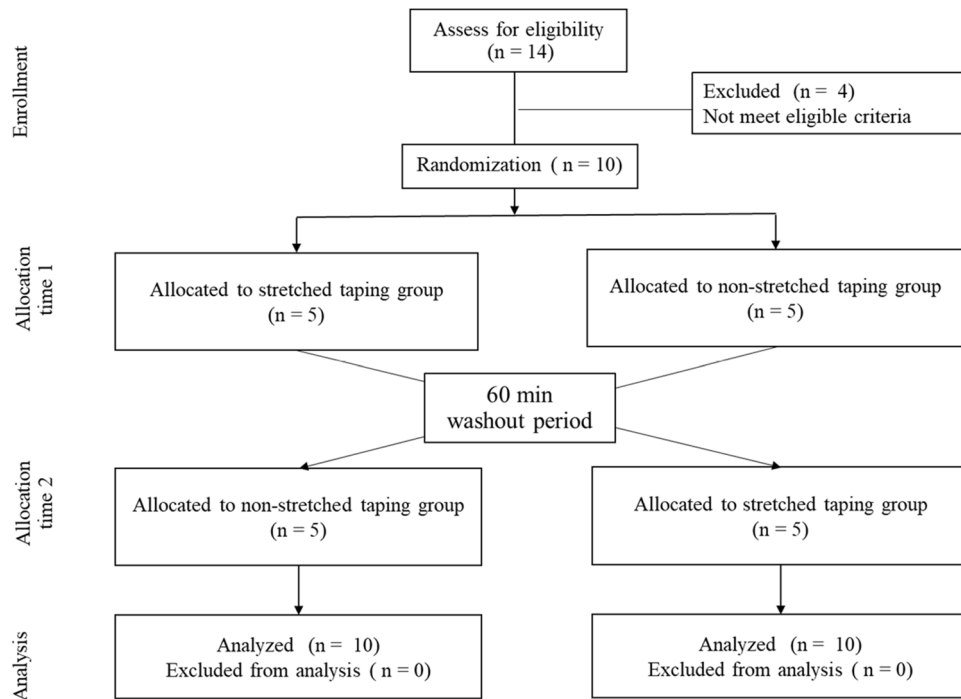 Enrollment
Assess for eligibility
(n = 14)
Excluded (n = 4)
Not meet eligible criteria
Randomization ( n = 10)
Allocation
time 1
Allocated to stretched taping group
(n = 5)
Allocated to non-stretched taping group
(n = 5)
60 min
washout period
Allocation
time 2
Allocated to non-stretched taping group
(n = 5)
Allocated to stretched taping group
(n = 5)
Analysis
Analyzed (n = 10)
Excluded from analysis ( n = 0)
Analyzed (n = 10)
Excluded from analysis ( n = 0)